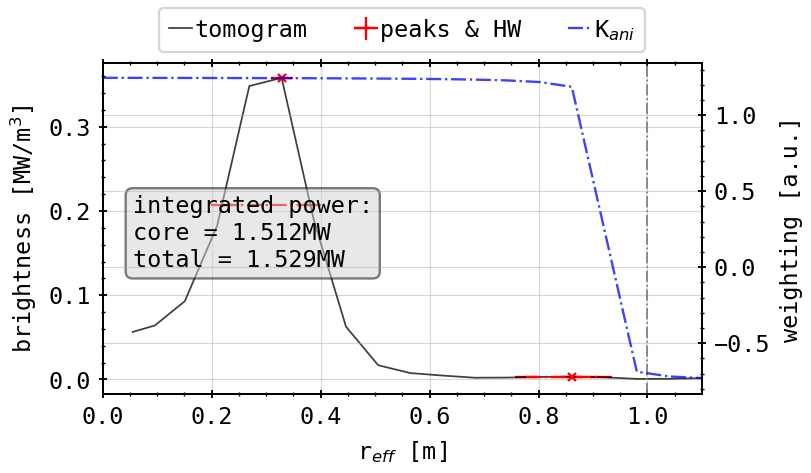 tomogram peaks & HW K_ani
brightness [MW/m³]
0.3
0.2
0.1
0.0
integrated power:
core = 1.512MW
total = 1.529MW
1.0
0.5
0.0
−0.5
weighting [a.u.]
0.0 0.2 0.4 0.6 0.8 1.0
r_eff [m]